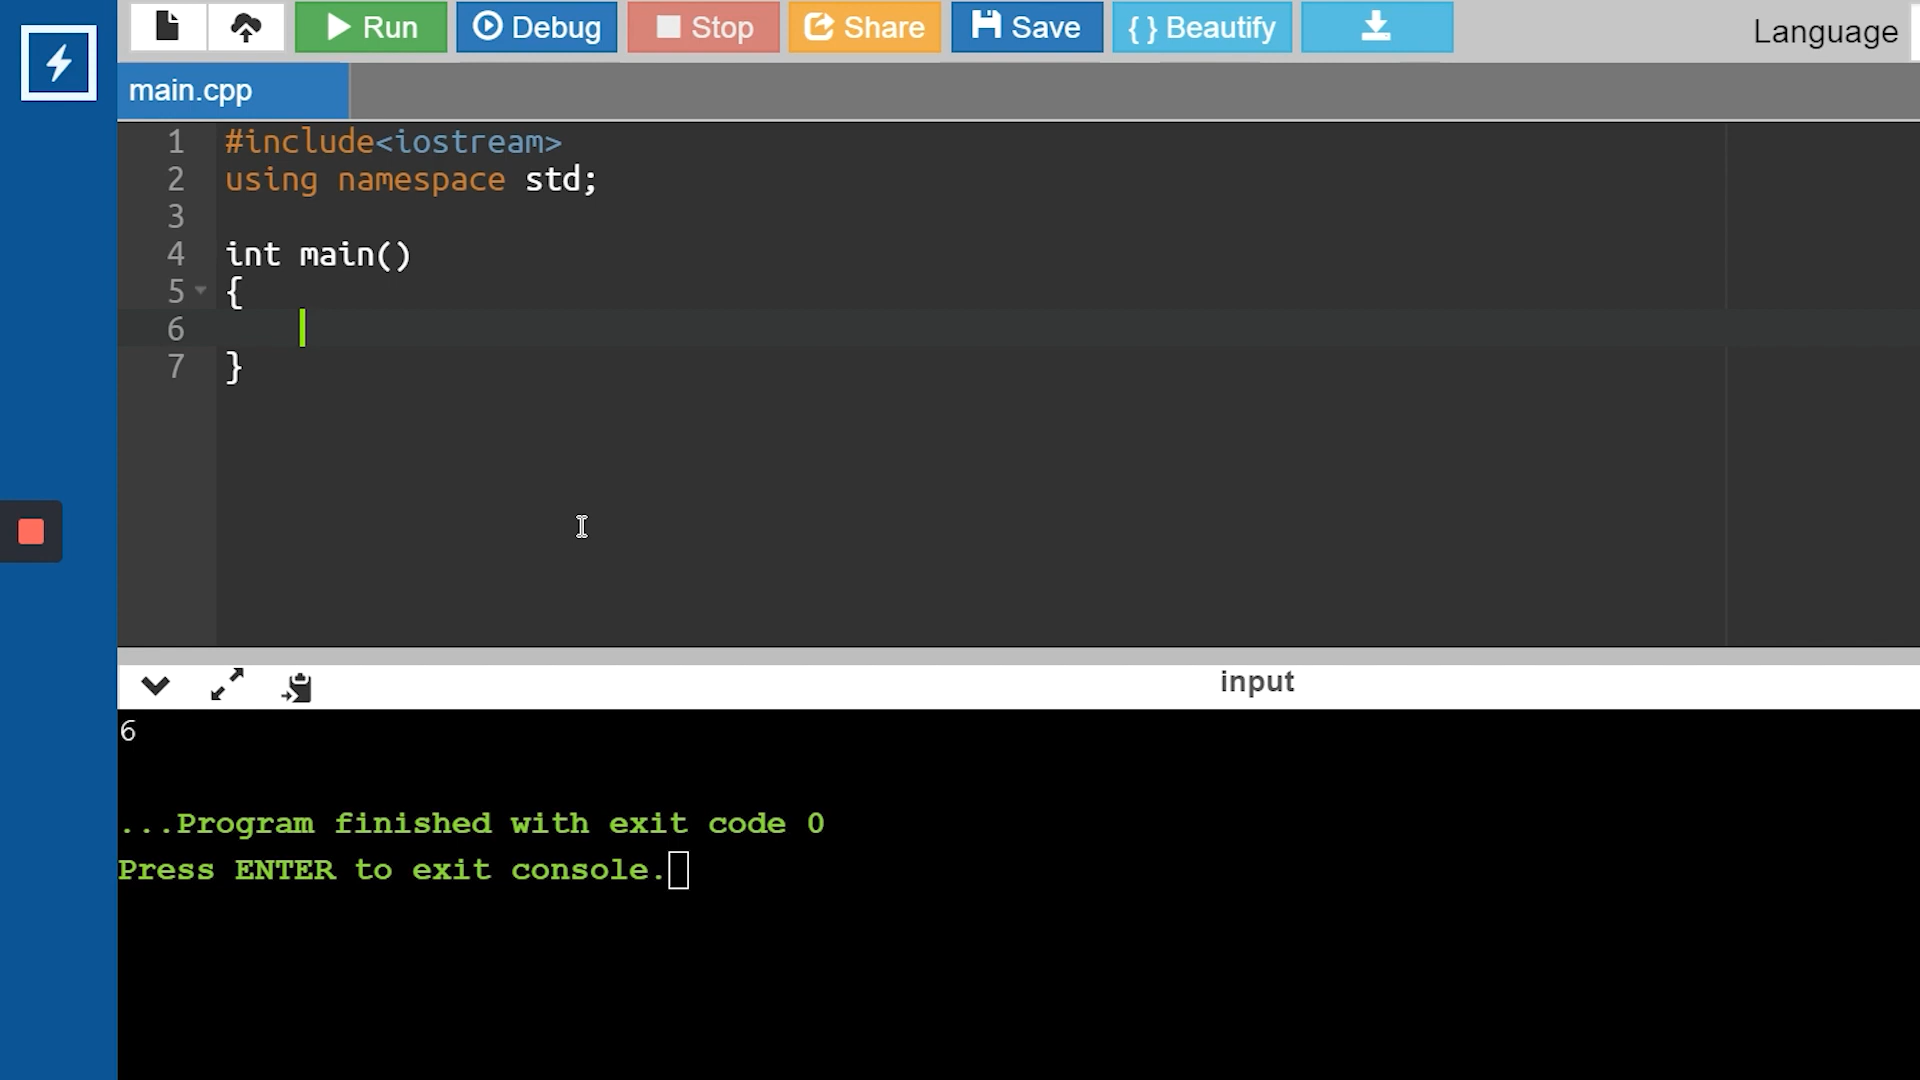 Run Debug Stop Share Save { } Beautify Language
main.cpp
1 #include<iostream>
2 using namespace std;
3
4 int main()
5 {
6
7 }
input
6
...Program finished with exit code 0
Press ENTER to exit console.